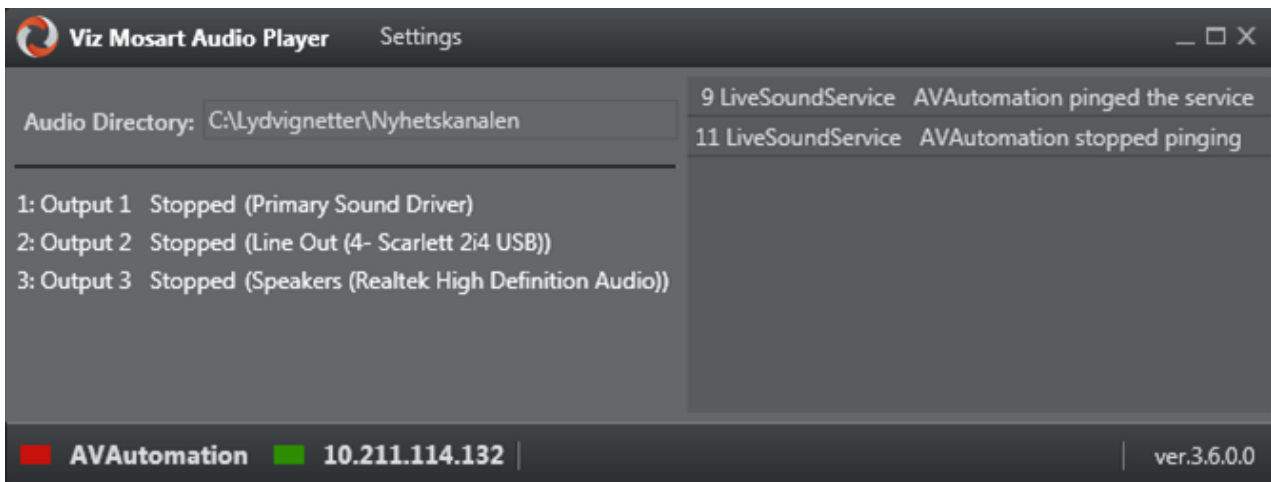 Viz Mosart Audio Player Settings
Audio Directory: C:\Lydvignetter\Nyhetskanalen
1: Output 1 Stopped (Primary Sound Driver)
2: Output 2 Stopped (Line Out (4- Scarlett 2i4 USB))
3: Output 3 Stopped (Speakers (Realtek High Definition Audio))
9 LiveSoundService AVAutomation pinged the service
11 LiveSoundService AVAutomation stopped pinging
AVAutomation 10.211.114.132 ver.3.6.0.0